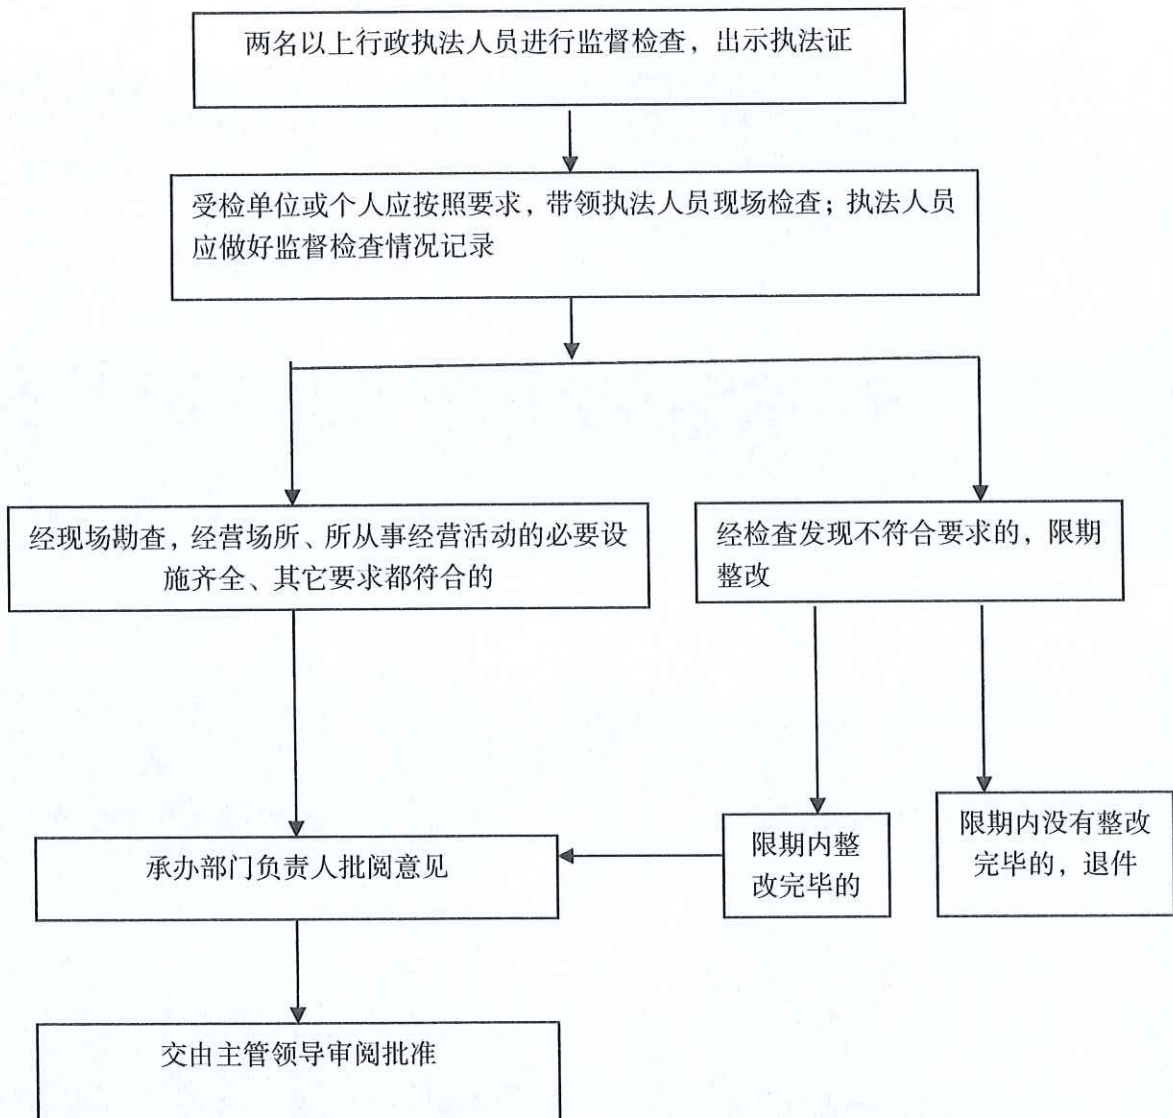 两名以上行政执法人员进行监督检查，出示执法证
受检单位或个人应按照要求，带领执法人员现场检查；执法人员
应做好监督检查情况记录
经现场勘查，经营场所、所从事经营活动的必要设
施齐全、其它要求都符合的
经检查发现不符合要求的，限期
整改
承办部门负责人批阅意见
限期内整
改完毕的
限期内没有整改
完毕的，退件
交由主管领导审阅批准